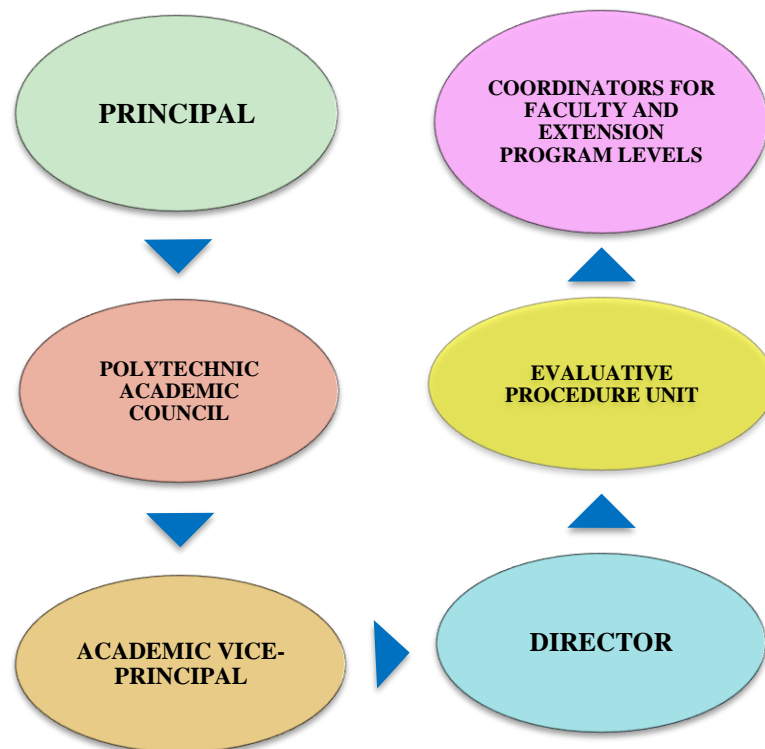 PRINCIPAL
POLYTECHNIC
ACADEMIC
COUNCIL
ACADEMIC VICE-
PRINCIPAL
DIRECTOR
EVALUATIVE
PROCEDURE UNIT
COORDINATORS FOR
FACULTY AND
EXTENSION
PROGRAM LEVELS